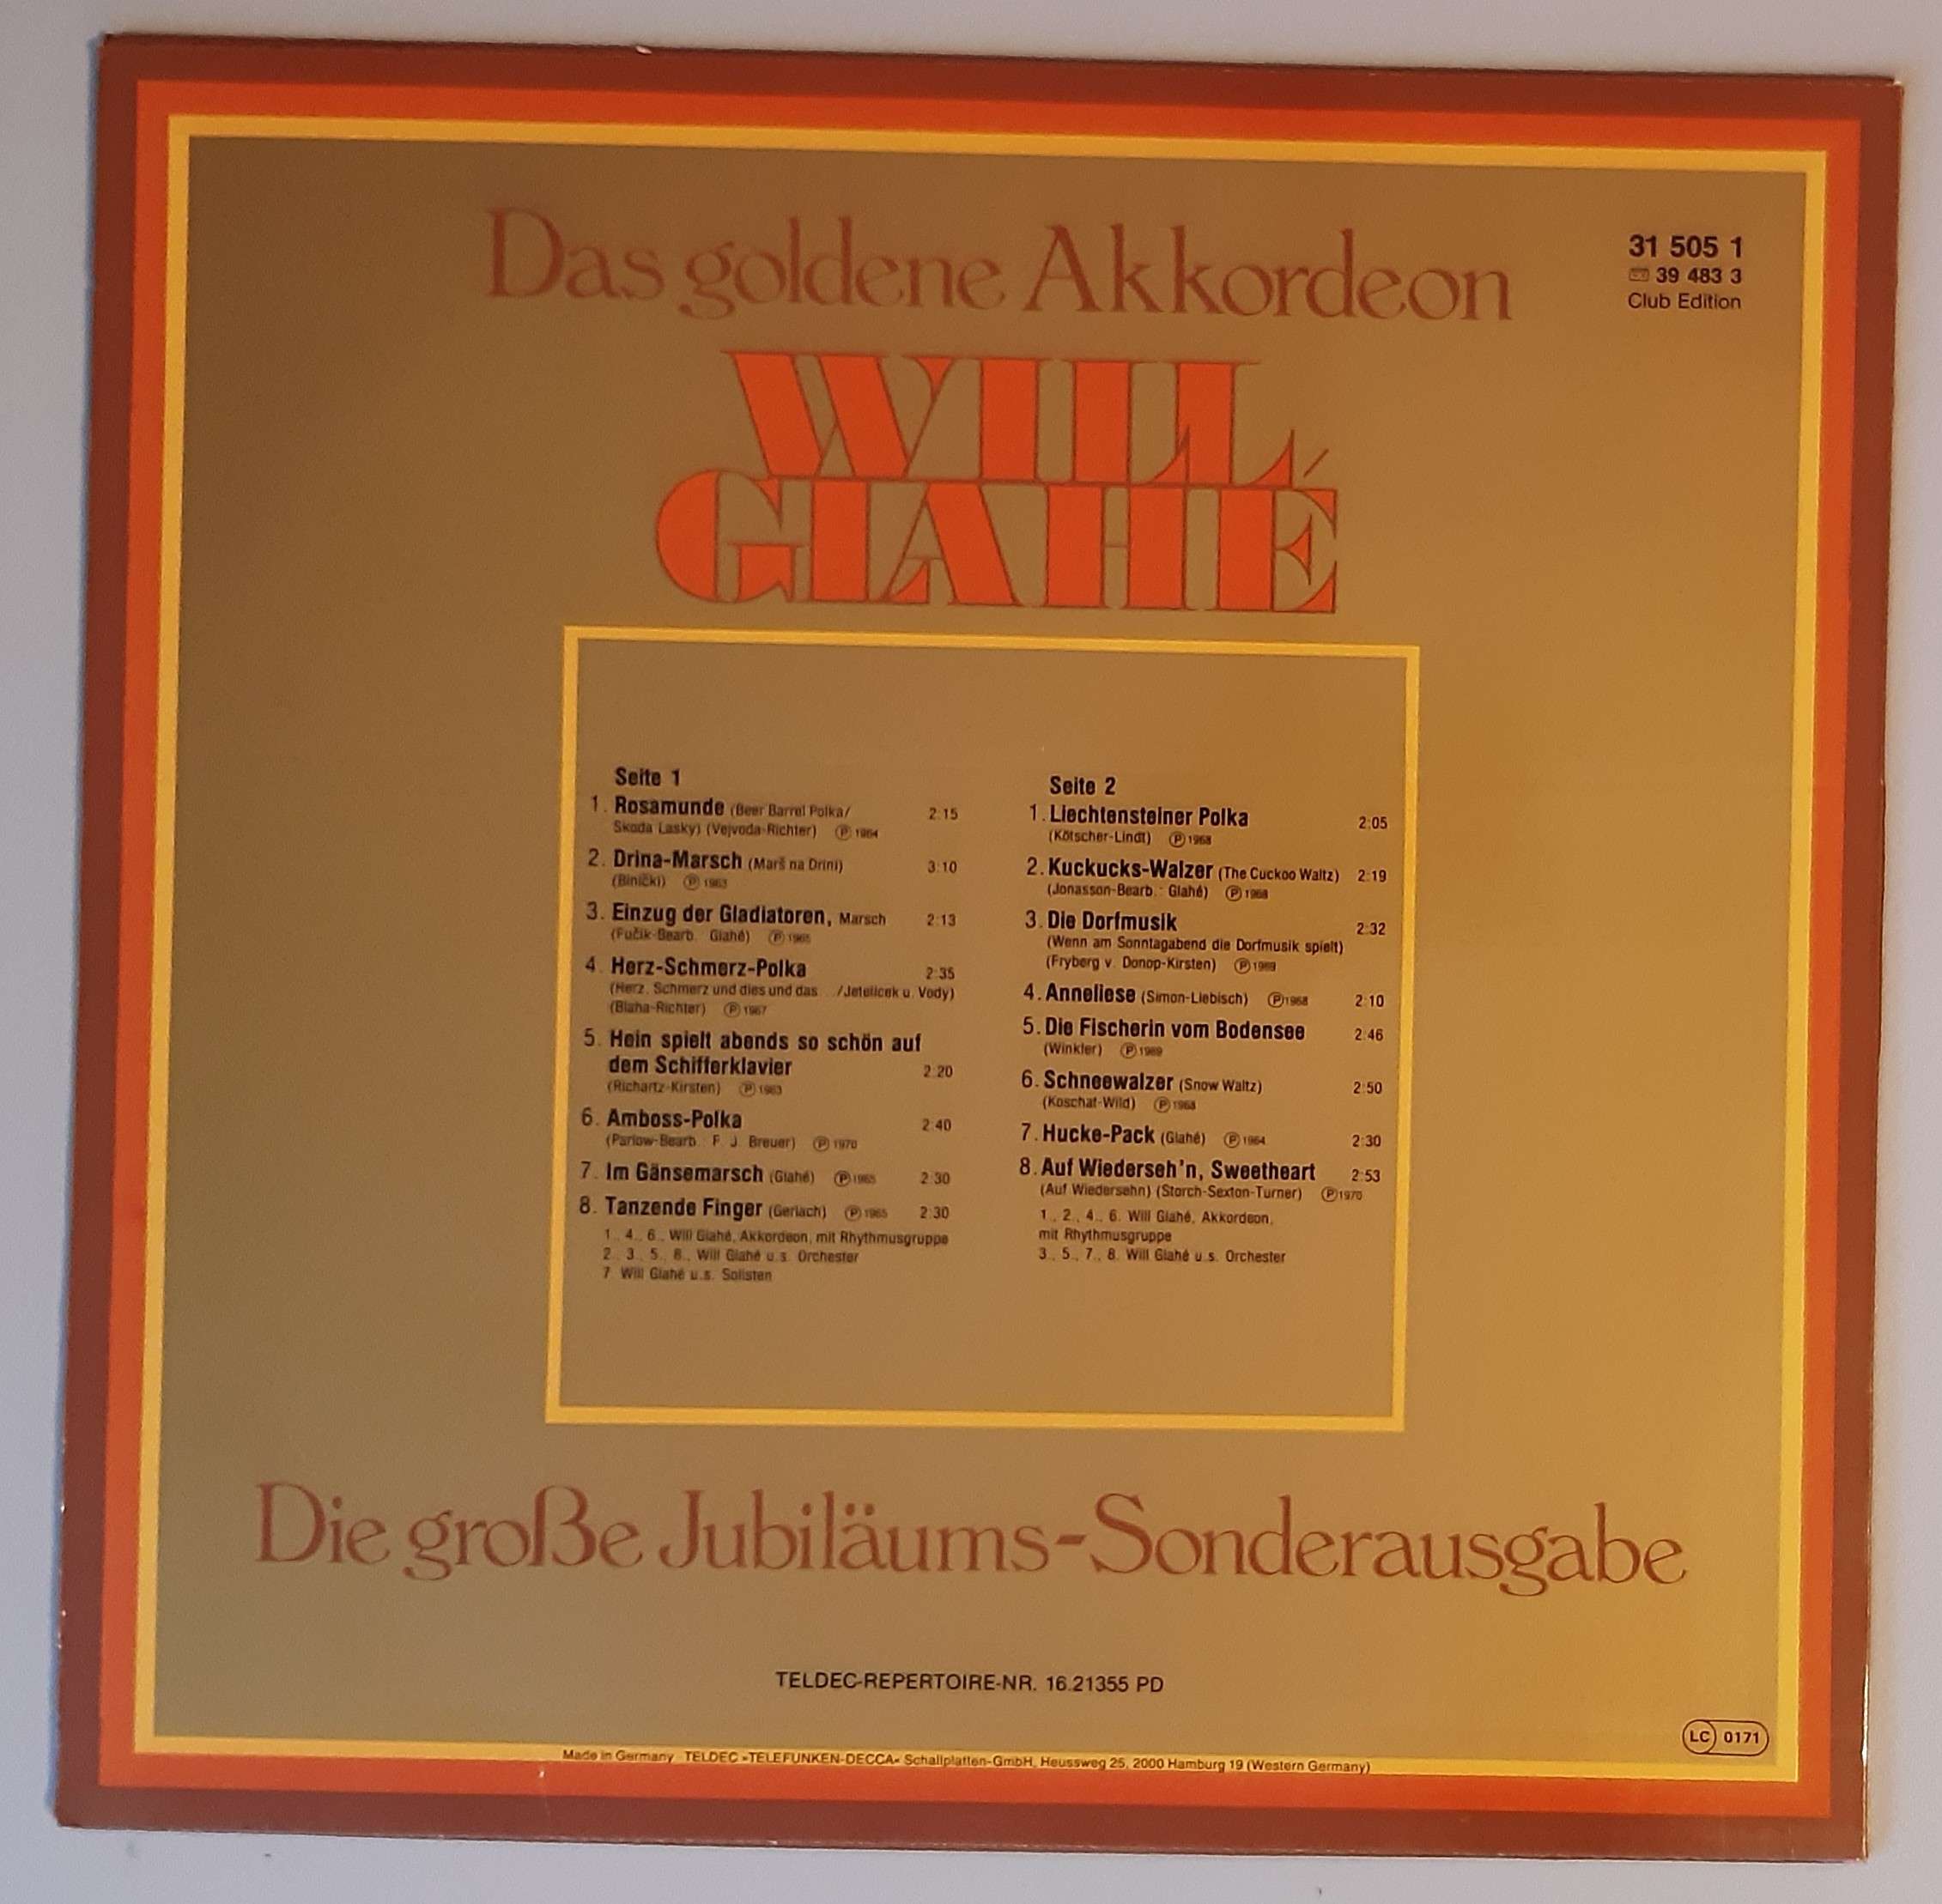 Das goldene Akkordeon
31 505 1
39 483 3
Club Edition
WILL
GLAHÉ
Seite 1
1. Rosamunde (Beer Barrel Polka/ 2:15
Skoda Lasky) (Vejvoda-Richter) Ⓟ 1964
2. Drina-Marsch (Marš na Drini) 3:10
(Binički) Ⓟ 1963
3. Einzug der Gladiatoren, Marsch 2:13
(Fučik-Bearb. Glahé) Ⓟ 1965
4. Herz-Schmerz-Polka 2:35
(Herz, Schmerz und dies und das .../Jetelicek u. Vody)
(Blaha-Richter) Ⓟ 1967
5. Hein spielt abends so schön auf
dem Schifferklavier 2:20
(Richartz-Kirsten) Ⓟ 1963
6. Amboss-Polka 2:40
(Parlow-Bearb. F. J. Breuer) Ⓟ 1970
7. Im Gänsemarsch (Glahé) Ⓟ 1965 2:30
8. Tanzende Finger (Gerlach) Ⓟ 1965 2:30
1., 4., 6., Will Glahé, Akkordeon, mit Rhythmusgruppe
2., 3., 5., 8., Will Glahé u.s. Orchester
7. Will Glahé u.s. Solisten
Seite 2
1. Liechtensteiner Polka 2:05
(Kötscher-Lindt) Ⓟ 1968
2. Kuckucks-Walzer (The Cuckoo Waltz) 2:19
(Jonasson-Bearb.: Glahé) Ⓟ 1968
3. Die Dorfmusik 2:32
(Wenn am Sonntagabend die Dorfmusik spielt)
(Fryberg v. Donop-Kirsten) Ⓟ 1969
4. Anneliese (Simon-Liebisch) Ⓟ 1968 2:10
5. Die Fischerin vom Bodensee 2:46
(Winkler) Ⓟ 1969
6. Schneewalzer (Snow Waltz) 2:50
(Koschat-Wild) Ⓟ 1968
7. Hucke-Pack (Glahé) Ⓟ 1964 2:30
8. Auf Wiederseh'n, Sweetheart 2:53
(Auf Wiedersehn) (Storch-Sexton-Turner) Ⓟ 1970
1., 2., 4., 6. Will Glahé, Akkordeon,
mit Rhythmusgruppe
3., 5., 7., 8. Will Glahé u.s. Orchester
Die große Jubiläums-Sonderausgabe
TELDEC-REPERTOIRE-NR. 16.21355 PD
LC 0171
Made in Germany · TELDEC »TELEFUNKEN-DECCA« Schallplatten-GmbH, Heussweg 25, 2000 Hamburg 19 (Western Germany)